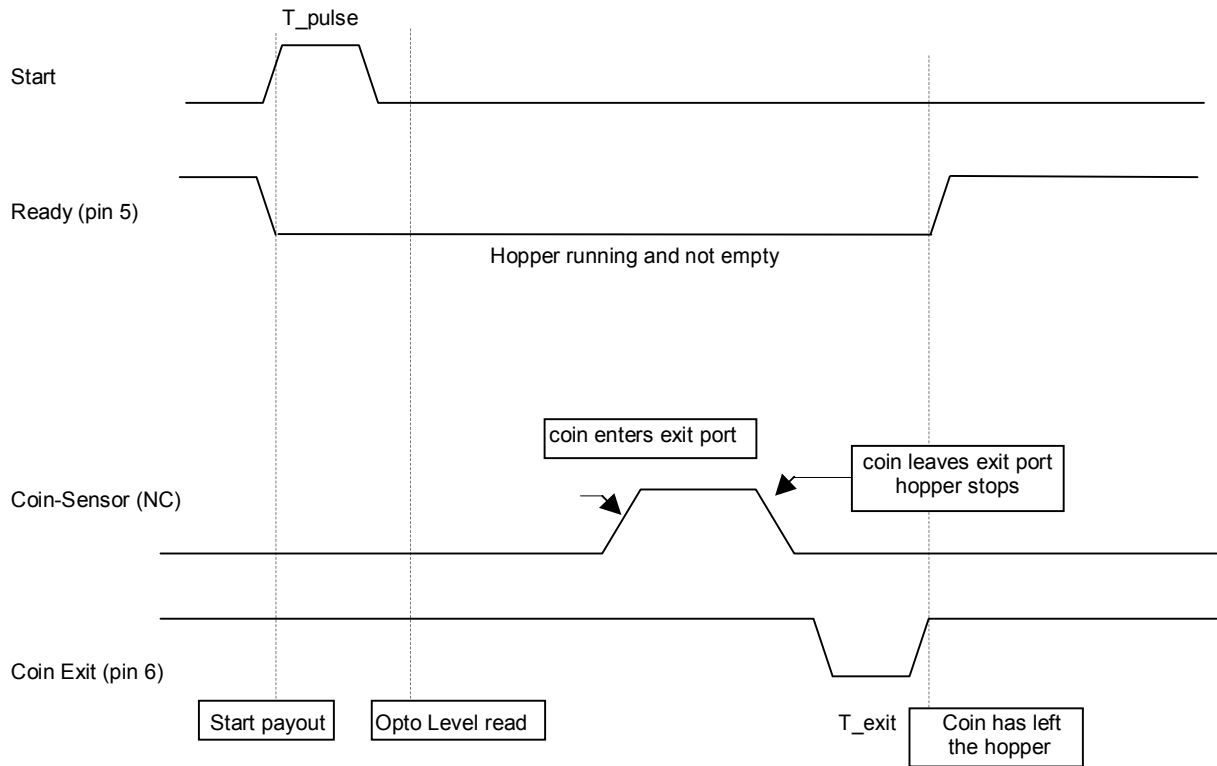 T_pulse
Start
Ready (pin 5)
Hopper running and not empty
coin enters exit port
coin leaves exit port
hopper stops
Coin-Sensor (NC)
Coin Exit (pin 6)
Start payout
Opto Level read
T_exit
Coin has left
the hopper